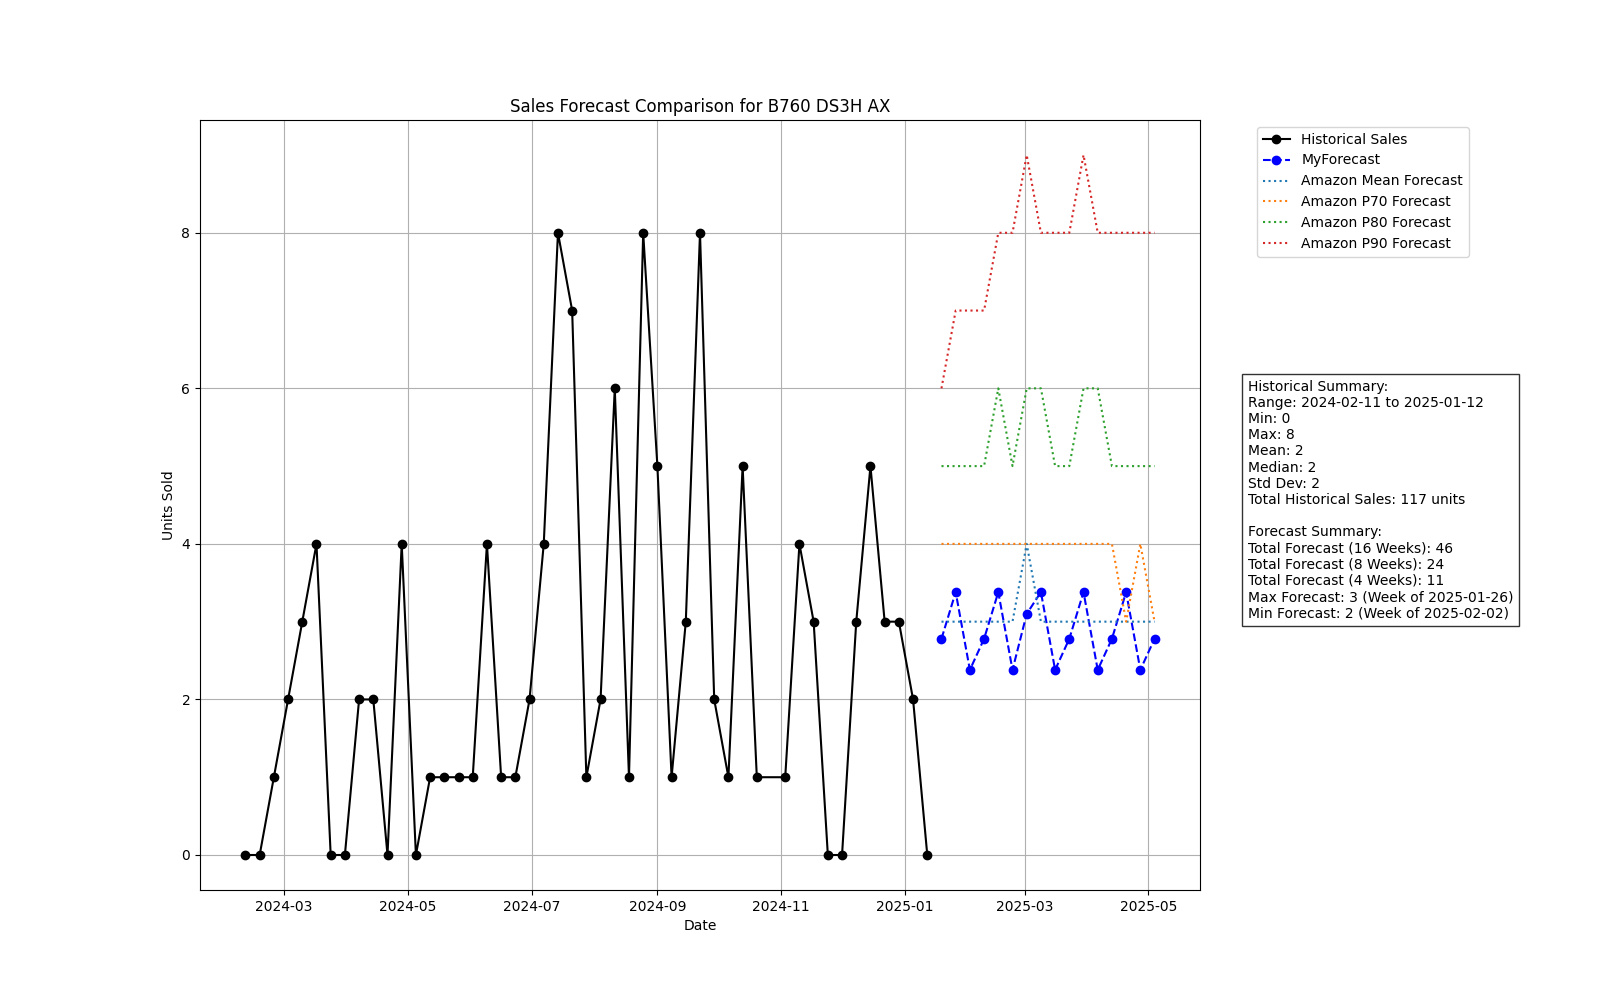 Sales Forecast Comparison for B760 DS3H AX
Historical Sales
MyForecast
Amazon Mean Forecast
Amazon P70 Forecast
Amazon P80 Forecast
Amazon P90 Forecast
8
6
4
2
0
Units Sold
2024-03
2024-05
2024-07
2024-09
2024-11
2025-01
2025-03
2025-05
Date
Historical Summary:
Range: 2024-02-11 to 2025-01-12
Min: 0
Max: 8
Mean: 2
Median: 2
Std Dev: 2
Total Historical Sales: 117 units
Forecast Summary:
Total Forecast (16 Weeks): 46
Total Forecast (8 Weeks): 24
Total Forecast (4 Weeks): 11
Max Forecast: 3 (Week of 2025-01-26)
Min Forecast: 2 (Week of 2025-02-02)